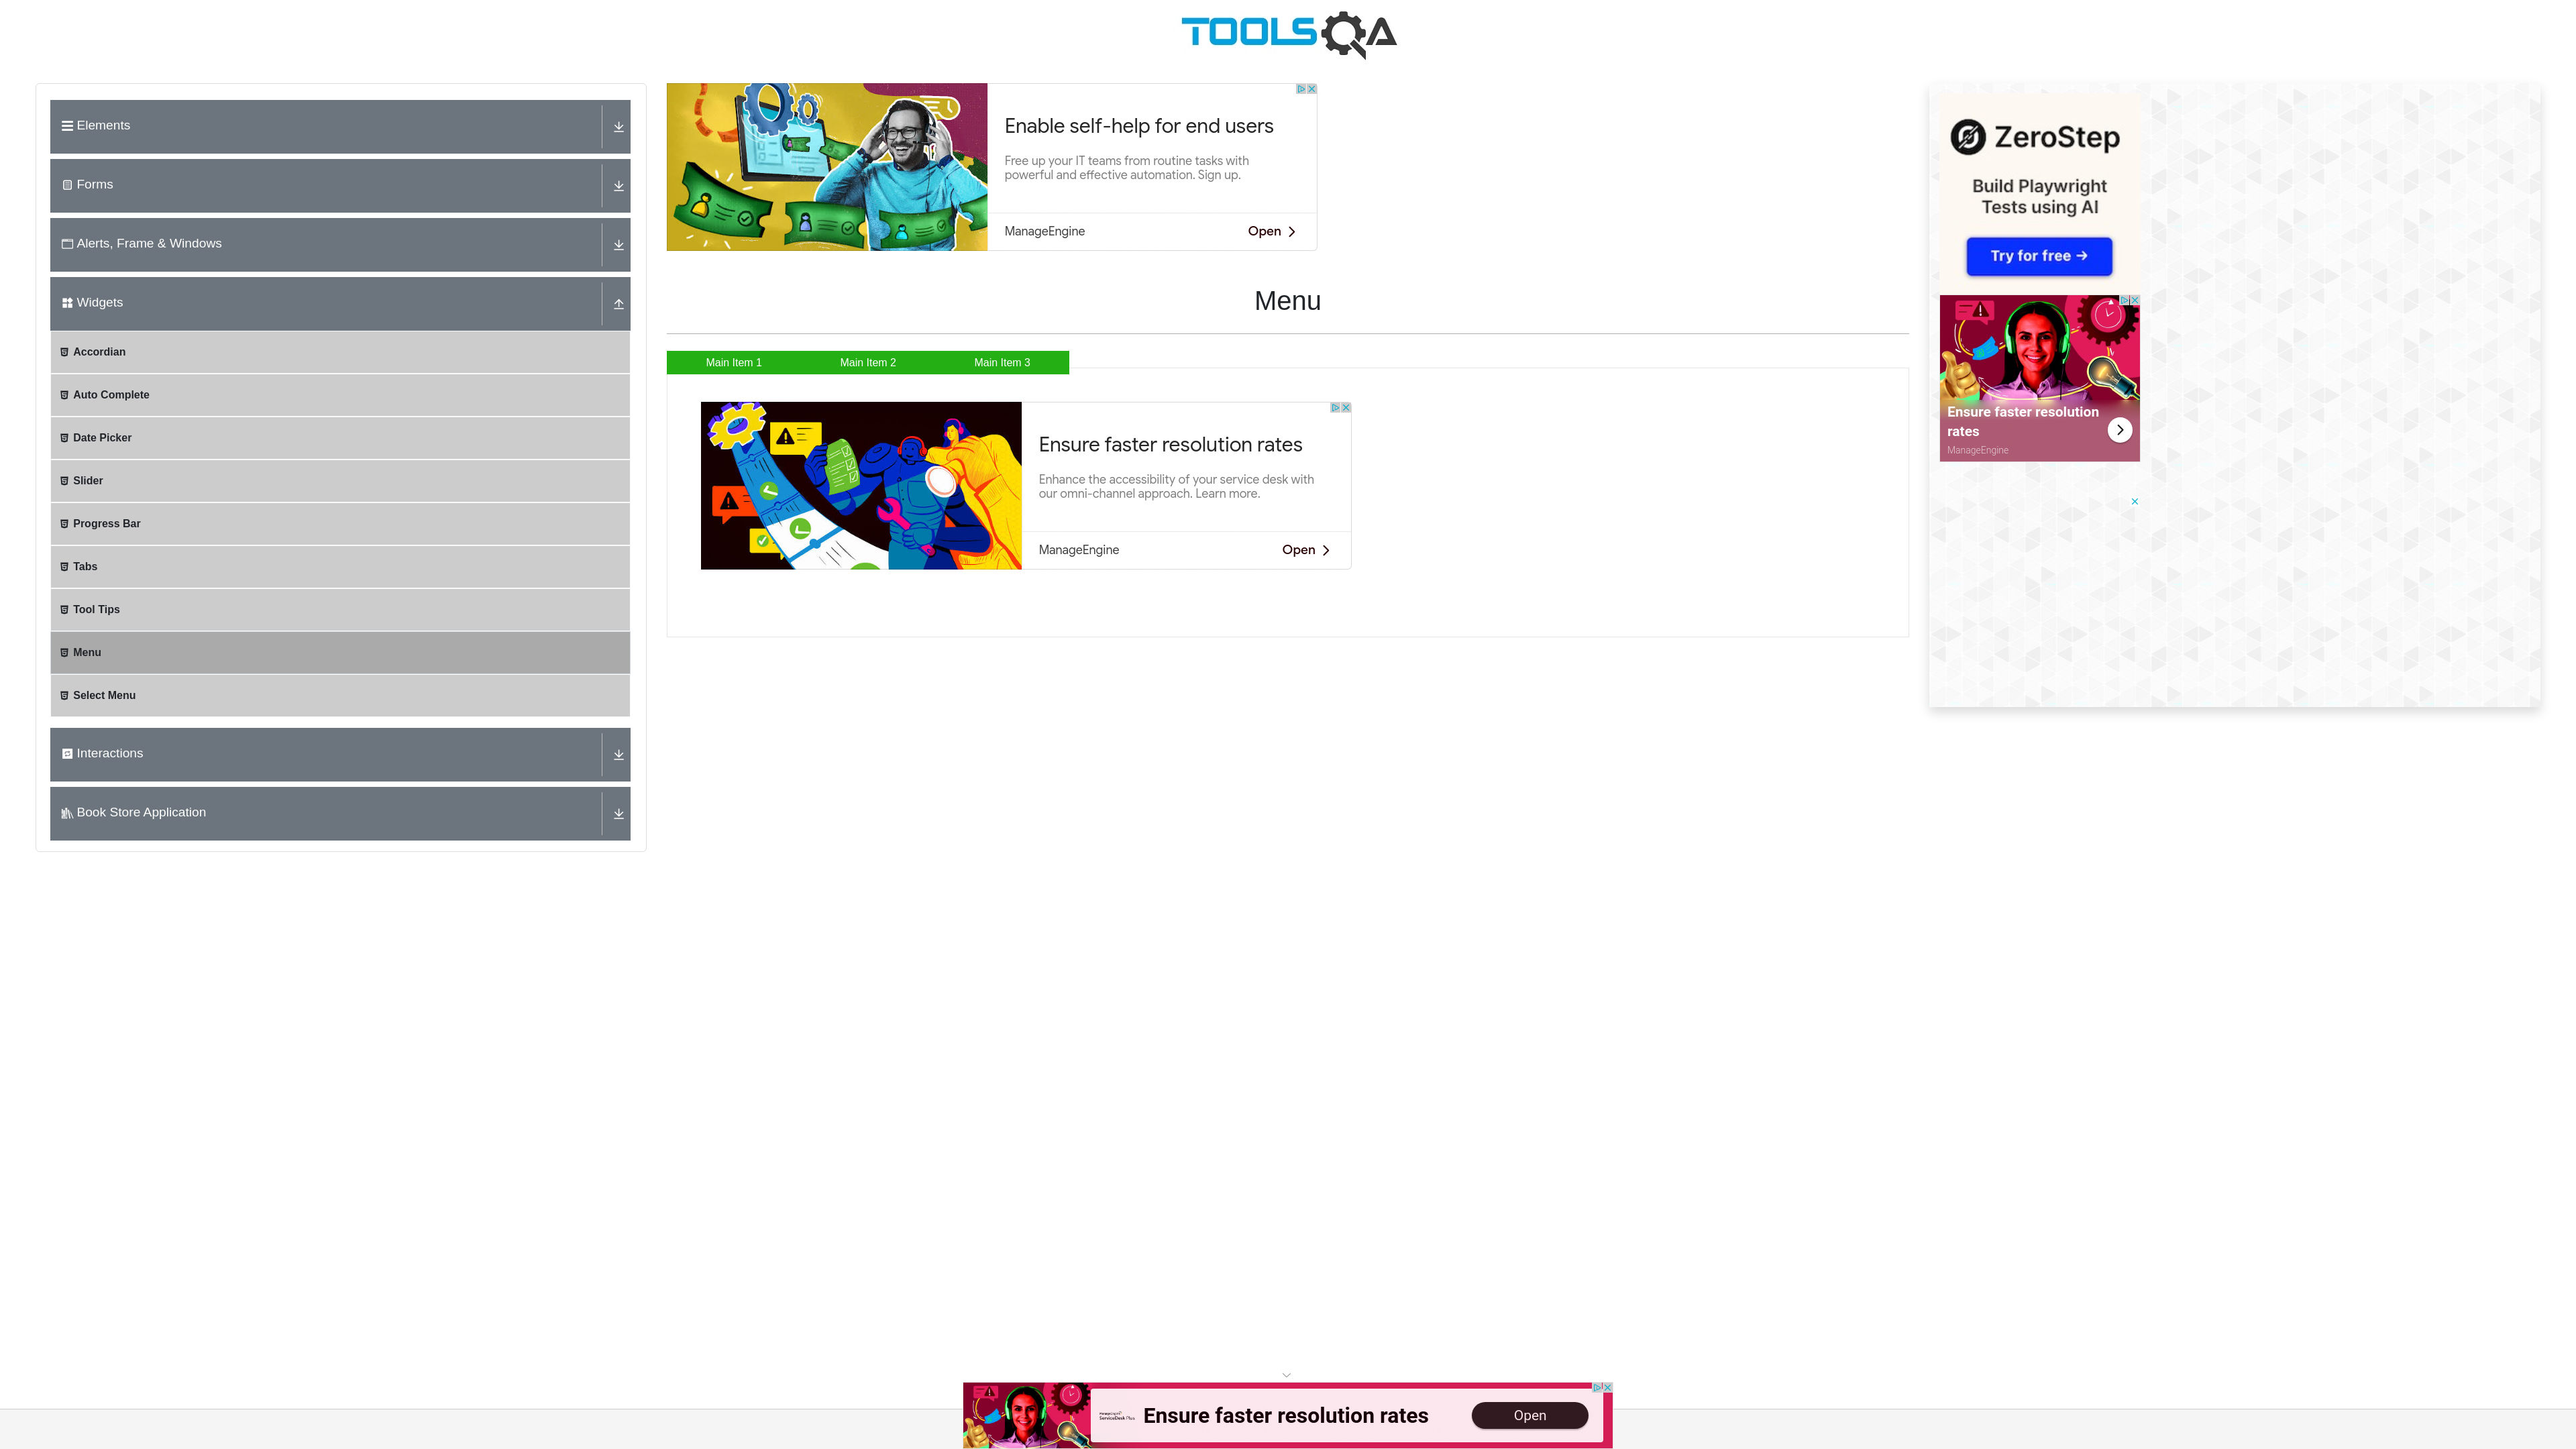 TOOLSQA
Elements
Forms
Alerts, Frame & Windows
Widgets
Accordian
Auto Complete
Date Picker
Slider
Progress Bar
Tabs
Tool Tips
Menu
Select Menu
Interactions
Book Store Application
Enable self-help for end users
Free up your IT teams from routine tasks with
powerful and effective automation. Sign up.
ManageEngine
Open
Menu
Main Item 1
Main Item 2
Main Item 3
Ensure faster resolution rates
Enhance the accessibility of your service desk with
our omni-channel approach. Learn more.
ManageEngine
Open
ZeroStep
Build Playwright
Tests using AI
Try for free →
Ensure faster resolution
rates
ManageEngine
ServiceDesk Plus
Ensure faster resolution rates
Open